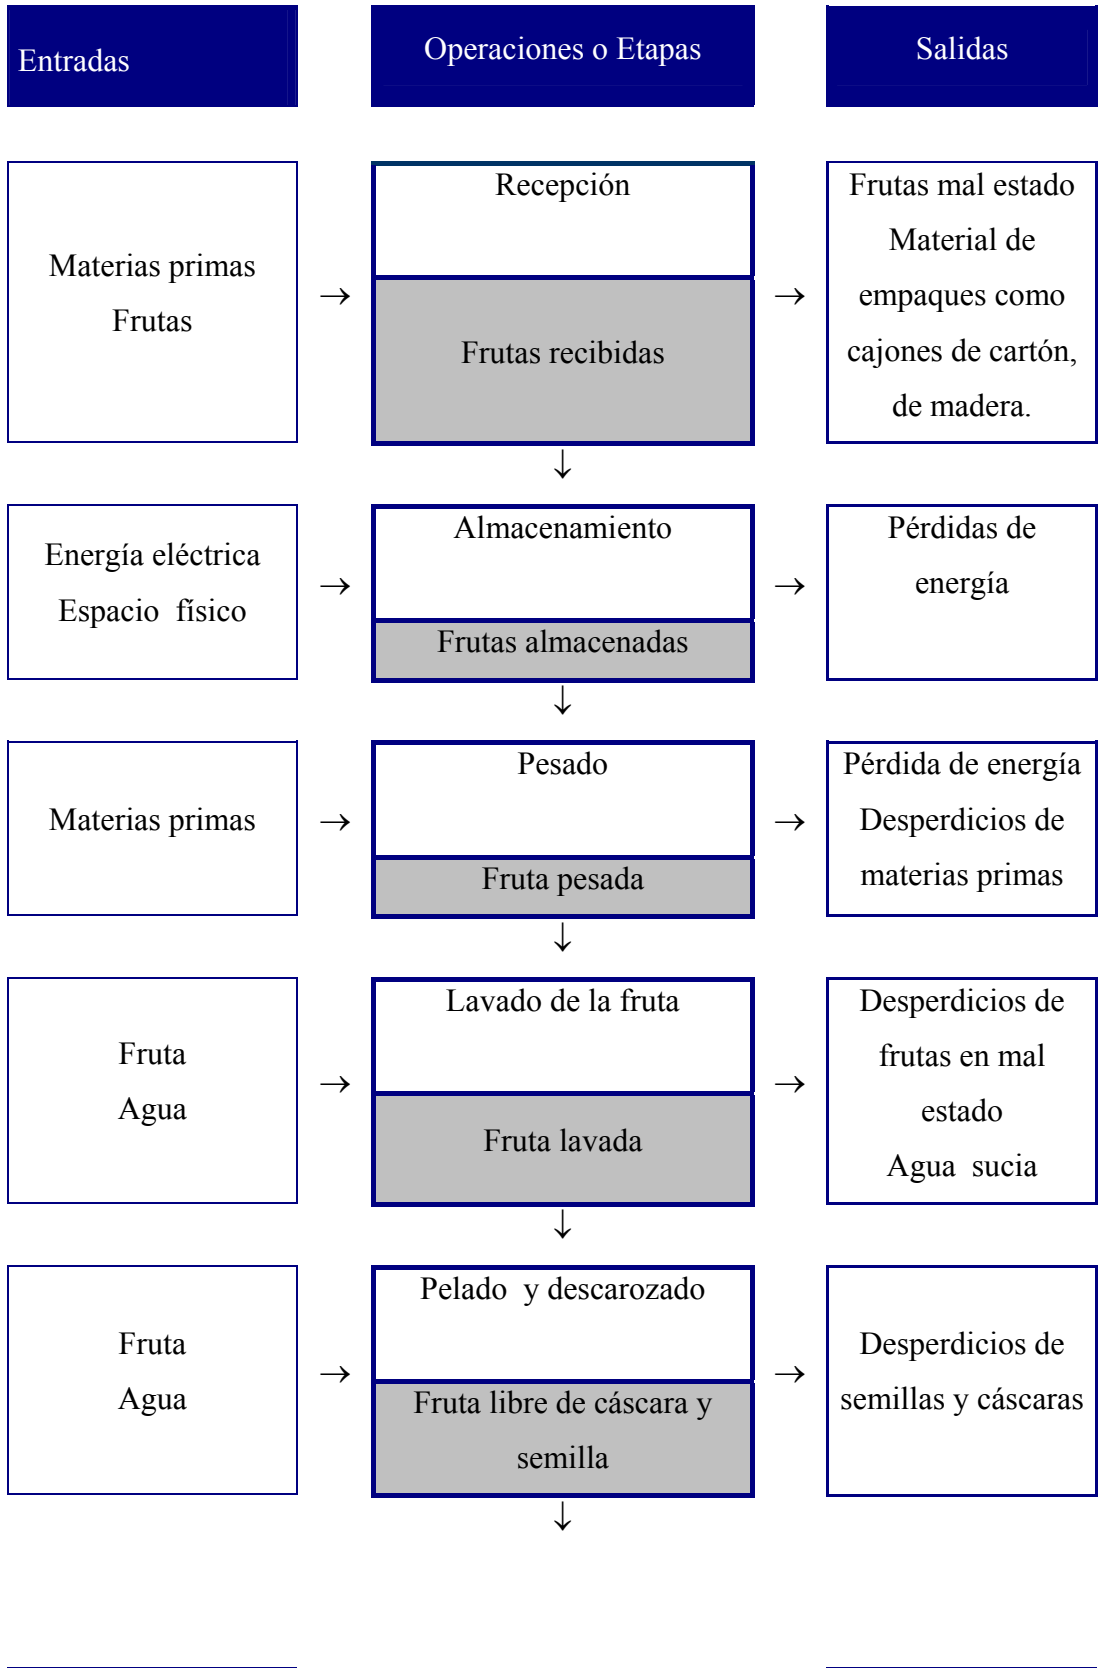 Entradas
Operaciones o Etapas
Salidas
Materias primas
Frutas
→
Recepción
Frutas recibidas
→
Frutas mal estado
Material de
empaques como
cajones de cartón,
de madera.
↓
Energía eléctrica
Espacio físico
→
Almacenamiento
Frutas almacenadas
→
Pérdidas de
energía
↓
Materias primas
→
Pesado
Fruta pesada
→
Pérdida de energía
Desperdicios de
materias primas
↓
Fruta
Agua
→
Lavado de la fruta
Fruta lavada
→
Desperdicios de
frutas en mal
estado
Agua sucia
↓
Fruta
Agua
→
Pelado y descarozado
Fruta libre de cáscara y
semilla
→
Desperdicios de
semillas y cáscaras
↓